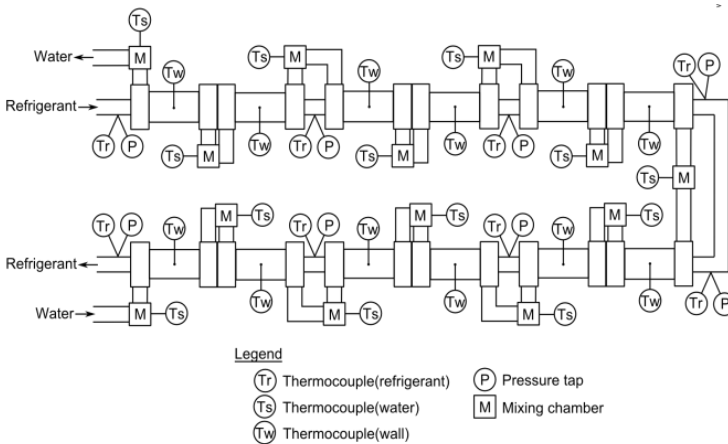 Ts
Water M Ts M Ts M
Tw Tw Tw Tr P
Refrigerant
Tr P Tw Tr P Tw Tr P Tw
Ts M Ts M Ts M
Ts M
M Ts M Ts M Ts
Tr P Tr P Tr P
Tw Tw Tw
Refrigerant
Tw Tw Tw Tr P
Water M Ts M Ts M Ts
Legend
Tr Thermocouple(refrigerant) P Pressure tap
Ts Thermocouple(water) M Mixing chamber
Tw Thermocouple(wall)